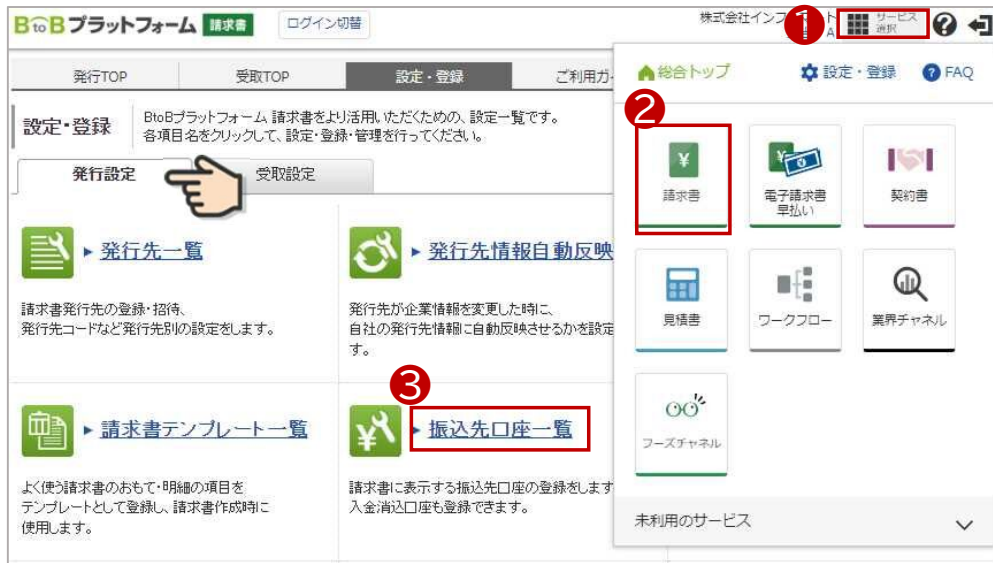 BtoBプラットフォーム 請求書
ログイン切替
株式会社インフ
ト
A
1
サービス
選択
?
発行TOP
受取TOP
設定・登録
ご利用ガ
総合トップ
設定・登録
? FAQ
設定・登録
BtoBプラットフォーム 請求書をより活用いただくための、設定一覧です。
各項目名をクリックして、設定・登録・管理を行ってください。
発行設定
受取設定
2
¥
請求書
¥
電子請求書
早払い
契約書
見積書
ワークフロー
業界チャネル
フーズチャネル
未利用のサービス
発行先一覧
請求書発行先の登録・招待、
発行先コードなど発行先別の設定をします。
発行先情報自動反映
発行先が企業情報を変更した時に、
自社の発行先情報に自動反映させるかを設定
す。
請求書テンプレート一覧
よく使う請求書のおもて・明細の項目を
テンプレートとして登録し、請求書作成時に
使用します。
3
¥
振込先口座一覧
請求書に表示する振込先口座の登録をします
入金消込口座も登録できます。